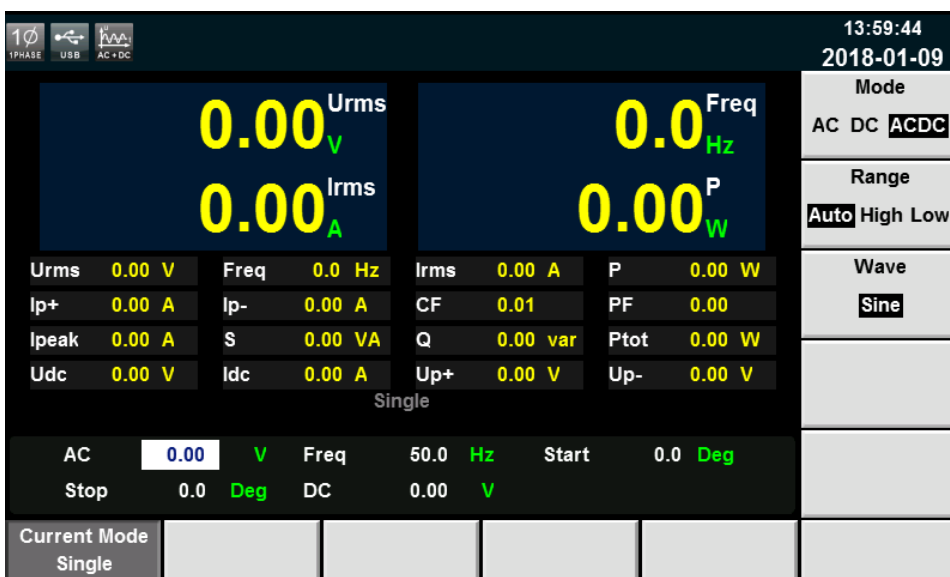 1Ø
1PHASE USB AC+DC
13:59:44
2018-01-09
0.00 Urms V
0.0 Freq Hz
0.00 Irms A
0.00 P W
Urms 0.00 V Freq 0.0 Hz Irms 0.00 A P 0.00 W
Ip+ 0.00 A Ip- 0.00 A CF 0.01 PF 0.00
Ipeak 0.00 A S 0.00 VA Q 0.00 var Ptot 0.00 W
Udc 0.00 V Idc 0.00 A Up+ 0.00 V Up- 0.00 V
Single
AC 0.00 V Freq 50.0 Hz Start 0.0 Deg
Stop 0.0 Deg DC 0.00 V
Current Mode
Single
Mode
AC DC ACDC
Range
Auto High Low
Wave
Sine